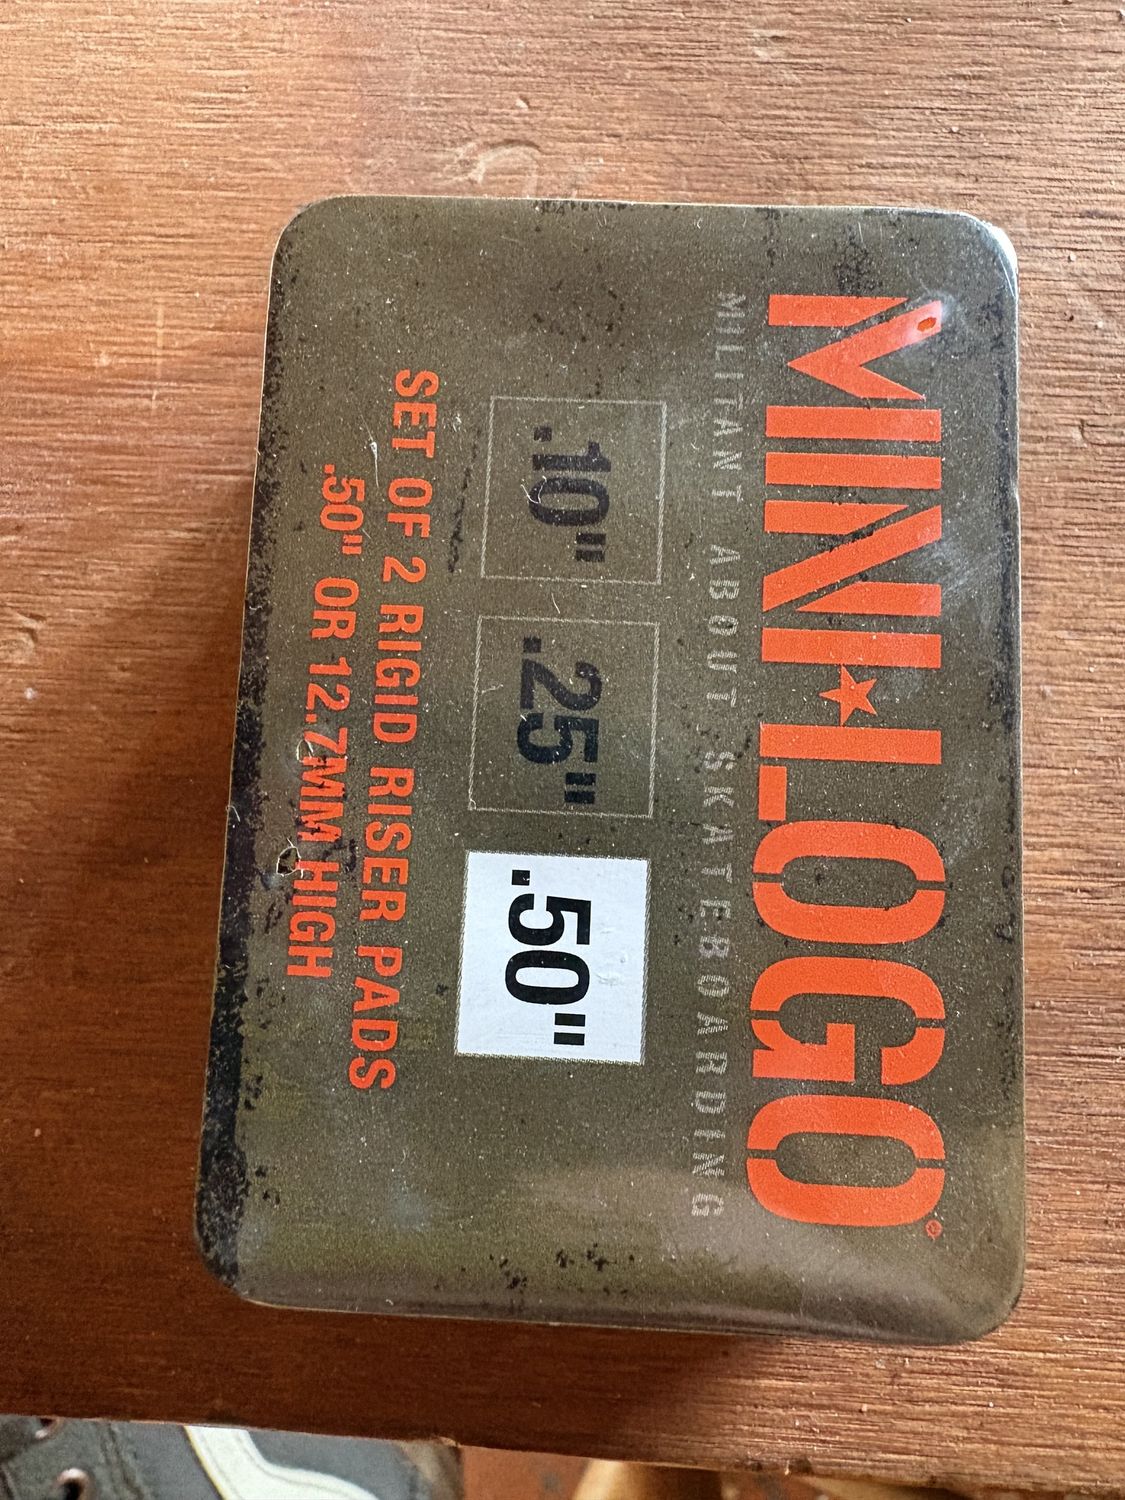 MINI★LOGO®
MILITANT ABOUT SKATEBOARDING
.10" .25" .50"
SET OF 2 RIGID RISER PADS
.50" OR 12.7MM HIGH